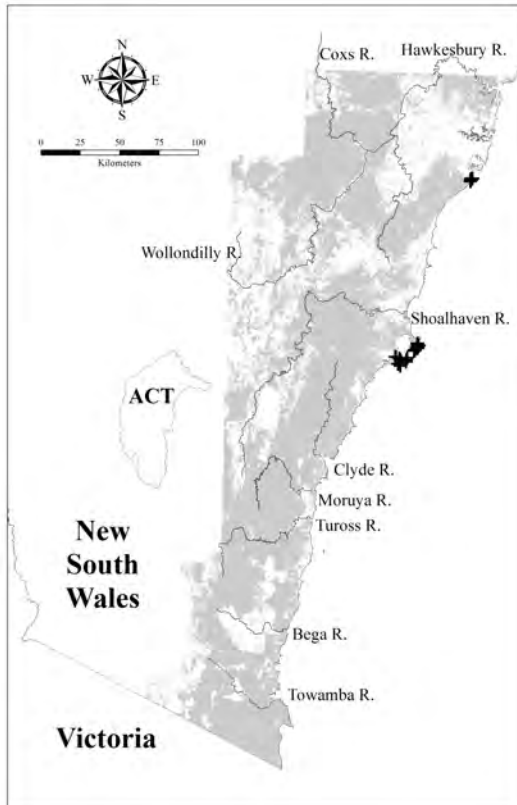 Coxs R.
Hawkesbury R.
N
W
E
S
0 25 50 75 100
Kilometers
Wollondilly R.
Shoalhaven R.
ACT
Clyde R.
Moruya R.
Tuross R.
New
South
Wales
Bega R.
Towamba R.
Victoria